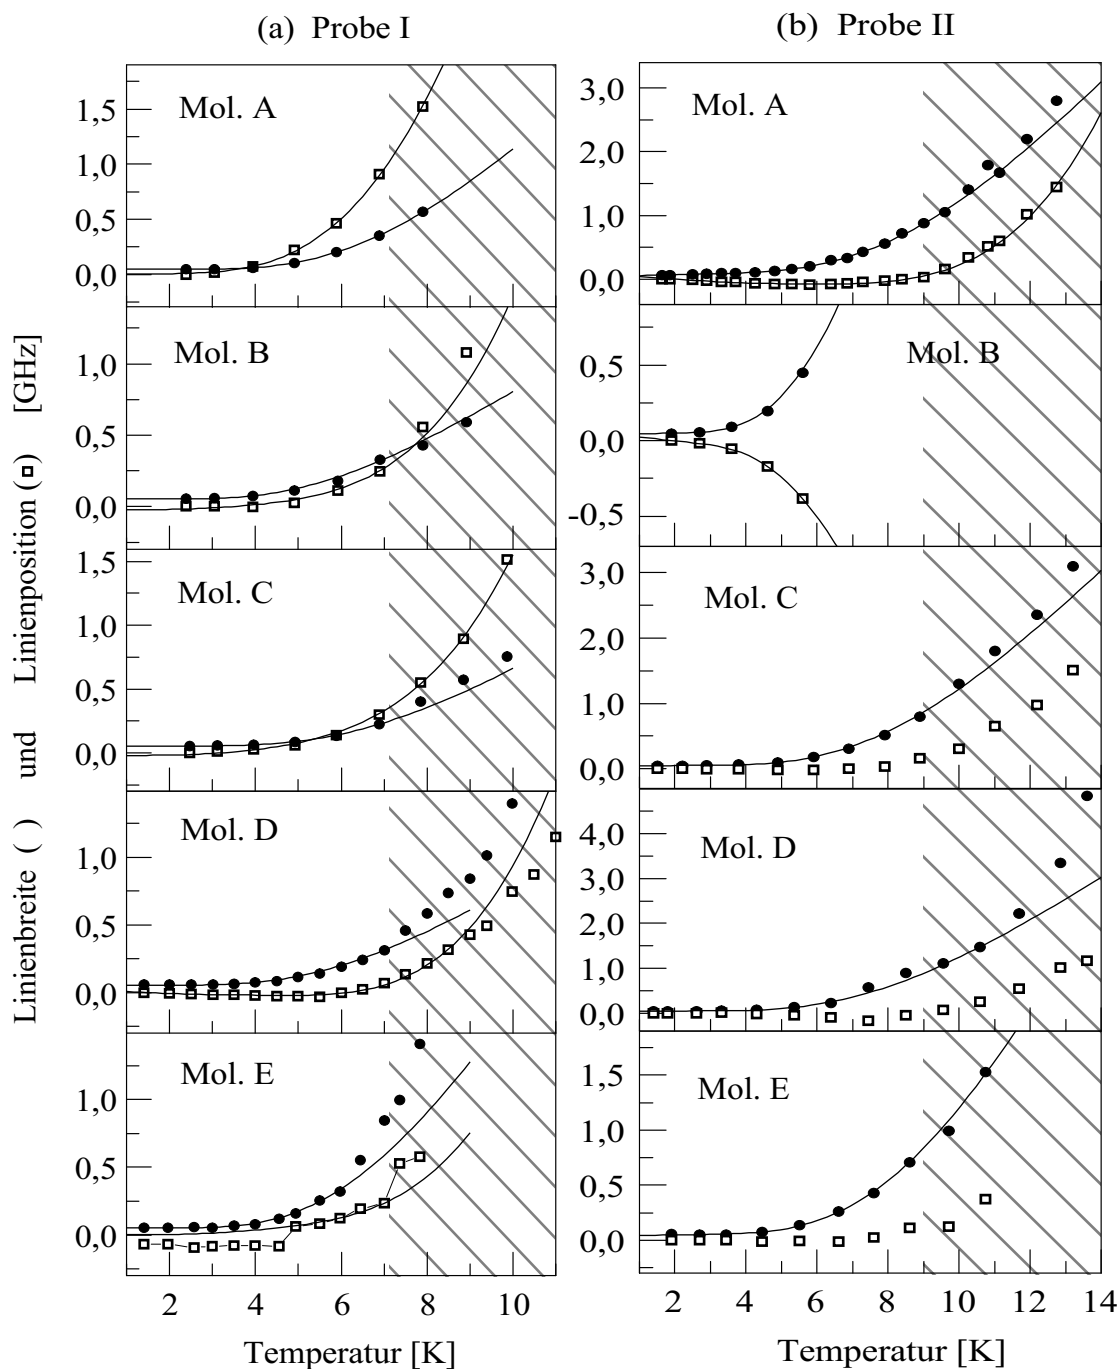 (a) Probe I
(b) Probe II
Linienbreite ( ) und Linienposition ( ) [GHz]
Mol. A
1,5
1,0
0,5
0,0
Mol. B
1,0
0,5
0,0
Mol. C
1,5
1,0
0,5
0,0
Mol. D
1,0
0,5
0,0
Mol. E
1,0
0,5
0,0
2 4 6 8 10
Temperatur [K]
Mol. A
3,0
2,0
1,0
0,0
Mol. B
0,5
0,0
-0,5
Mol. C
3,0
2,0
1,0
0,0
Mol. D
4,0
3,0
2,0
1,0
0,0
Mol. E
1,5
1,0
0,5
0,0
2 4 6 8 10 12 14
Temperatur [K]